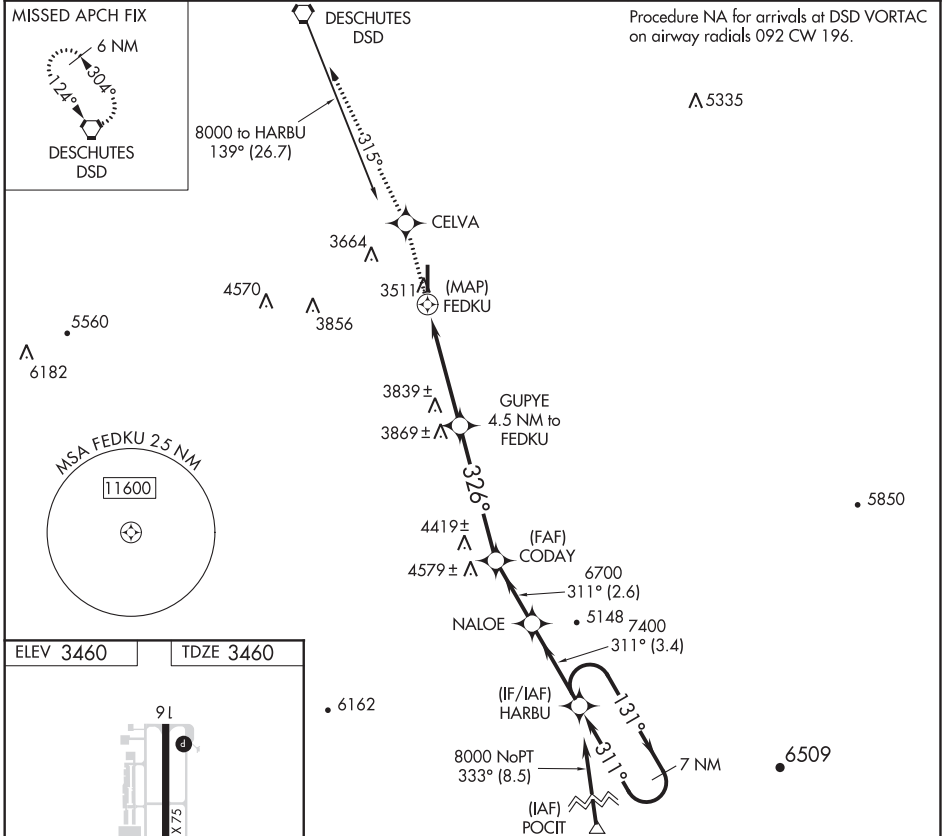 MISSED APCH FIX
6 NM
304°
124°
DESCHUTES
DSD
DESCHUTES
DSD
Procedure NA for arrivals at DSD VORTAC
on airway radials 092 CW 196.
5335
8000 to HARBU
139° (26.7)
315°
CELVA
3664
3511
(MAP)
FEDKU
4570
3856
5560
6182
3839±
3869±
GUPYE
4.5 NM to
FEDKU
MSA FEDKU 25 NM
11600
326°
5850
4419±
4579±
(FAF)
CODAY
6700
311° (2.6)
NALOE
5148
7400
311° (3.4)
ELEV 3460
TDZE 3460
6162
(IF/IAF)
HARBU
131°
311°
7 NM
6509
8000 NoPT
333° (8.5)
(IAF)
POCIT
16
P
X 75